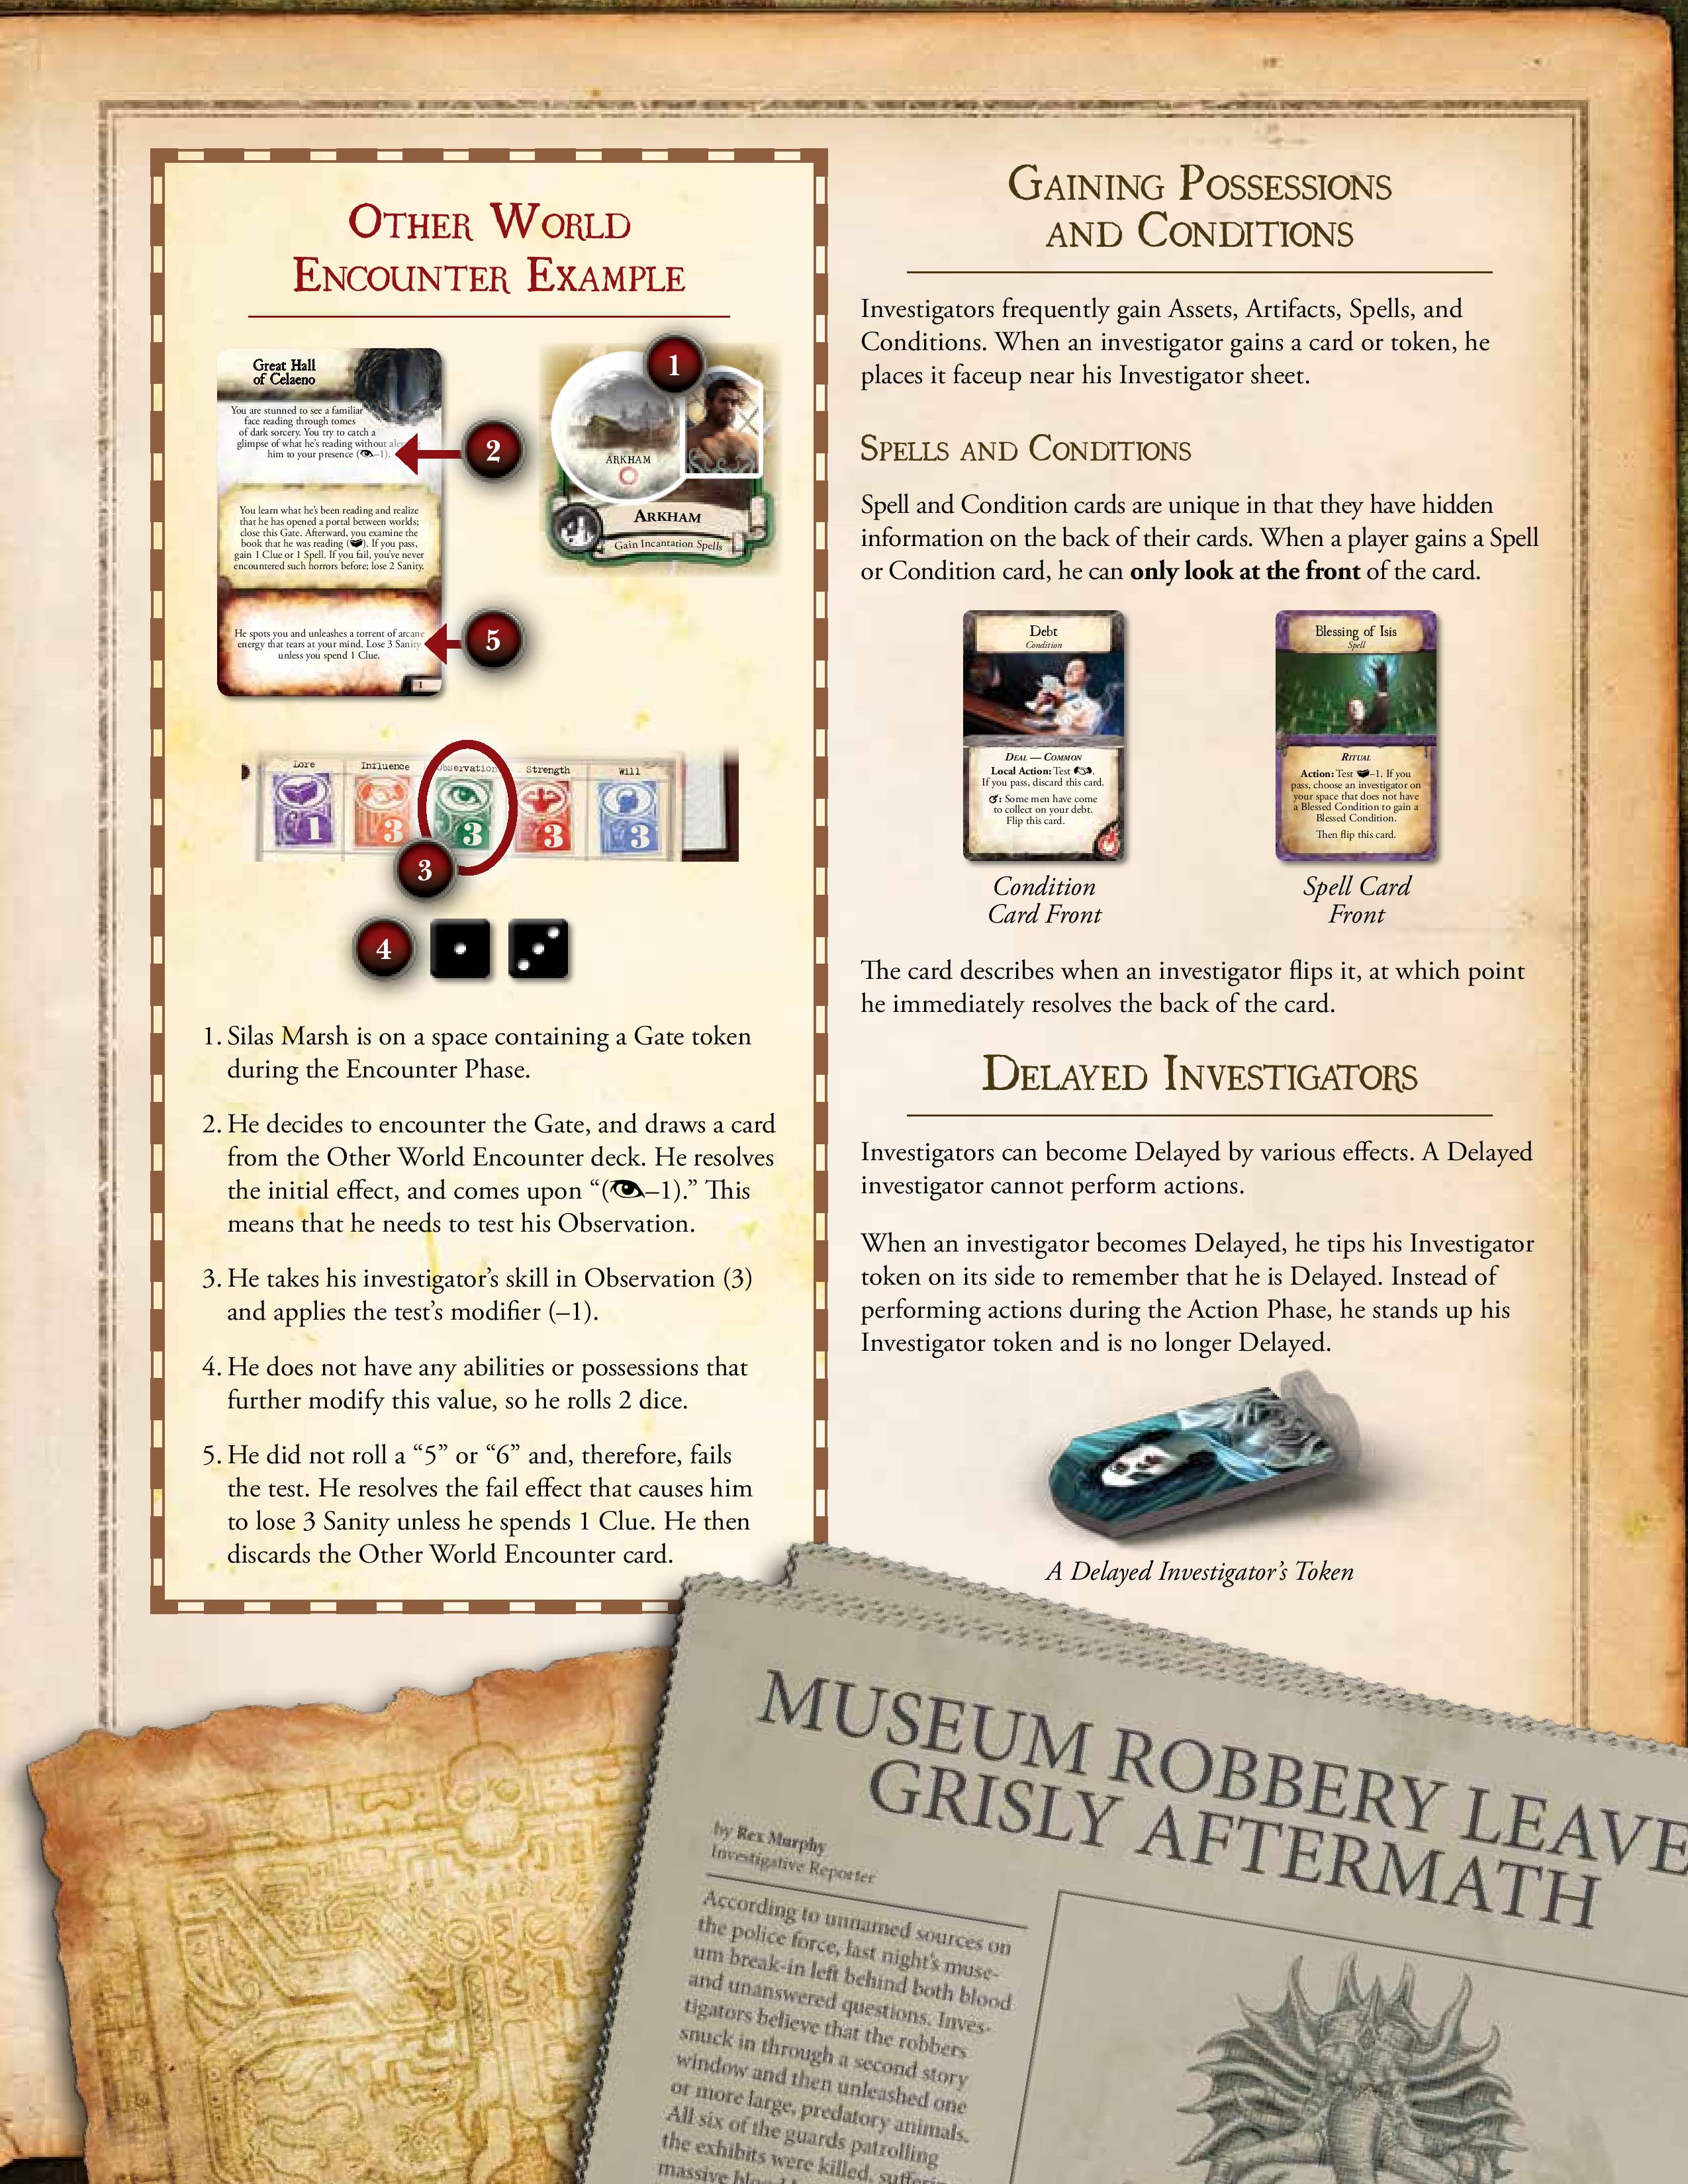 Other World
Encounter Example
Great Hall
of Celaeno
You are stunned to see a familiar
face reading through tomes
of dark sorcery. You try to catch a
glimpse of what he's reading without
him to your presence (–1).
You learn what he's been reading and realize
that he has opened a portal between worlds;
close this Gate. Afterward, you examine the
book that he was reading (). If you pass,
gain 1 Clue or 1 Spell. If you fail, you've never
encountered such horrors before; lose 2 Sanity.
He spots you and unleashes a torrent of arcane
energy that tears at your mind. Lose 3 Sanity
unless you spend 1 Clue.
1
2
5
1
ARKHAM
Arkham
Gain Incantation Spells
Lore
Influence
Observation
Strength
Will
1
3
3
3
3
3
4
1. Silas Marsh is on a space containing a Gate token
during the Encounter Phase.
2. He decides to encounter the Gate, and draws a card
from the Other World Encounter deck. He resolves
the initial effect, and comes upon “(–1).” This
means that he needs to test his Observation.
3. He takes his investigator’s skill in Observation (3)
and applies the test’s modifier (–1).
4. He does not have any abilities or possessions that
further modify this value, so he rolls 2 dice.
5. He did not roll a “5” or “6” and, therefore, fails
the test. He resolves the fail effect that causes him
to lose 3 Sanity unless he spends 1 Clue. He then
discards the Other World Encounter card.
Gaining Possessions
and Conditions
Investigators frequently gain Assets, Artifacts, Spells, and
Conditions. When an investigator gains a card or token, he
places it faceup near his Investigator sheet.
Spells and Conditions
Spell and Condition cards are unique in that they have hidden
information on the back of their cards. When a player gains a Spell
or Condition card, he can only look at the front of the card.
Debt
Condition
Deal — Common
Local Action: Test .
If you pass, discard this card.
: Some men have come
to collect on your debt.
Flip this card.
Condition
Card Front
Blessing of Isis
Spell
Ritual
Action: Test –1. If you
pass, choose an investigator on
your space that does not have
a Blessed Condition to gain a
Blessed Condition.
Then flip this card.
Spell Card
Front
The card describes when an investigator flips it, at which point
he immediately resolves the back of the card.
Delayed Investigators
Investigators can become Delayed by various effects. A Delayed
investigator cannot perform actions.
When an investigator becomes Delayed, he tips his Investigator
token on its side to remember that he is Delayed. Instead of
performing actions during the Action Phase, he stands up his
Investigator token and is no longer Delayed.
A Delayed Investigator’s Token
MUSEUM ROBBERY LEAVE
GRISLY AFTERMATH
by Rex Murphy
Investigative Reporter
According to unnamed sources on
the police force, last night's muse-
um break-in left behind both blood
and unanswered questions. Inves-
tigators believe that the robbers
snuck in through a second story
window and then unleashed one
or more large, predatory animals.
All six of the guards patrolling
the exhibits were killed,
massive